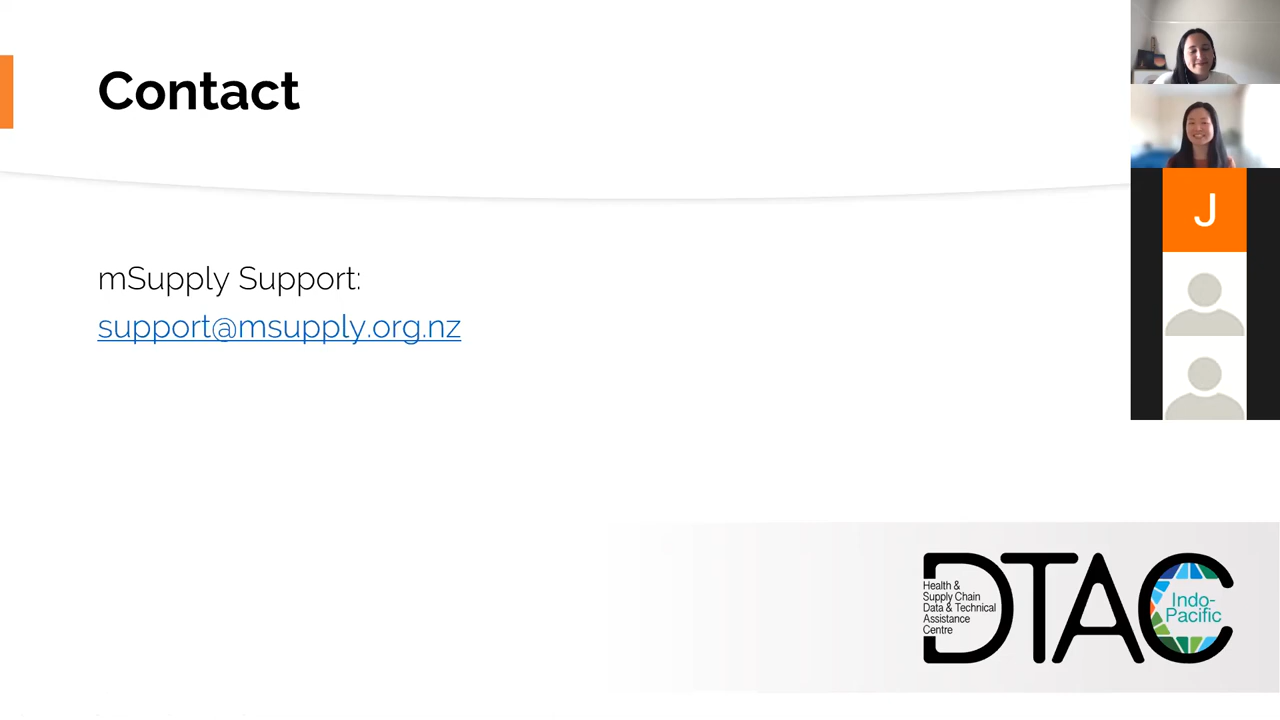 Contact
mSupply Support:
support@msupply.org.nz
J
DTAC
Health &
Supply Chain
Data & Technical
Assistance
Centre
Indo-
Pacific